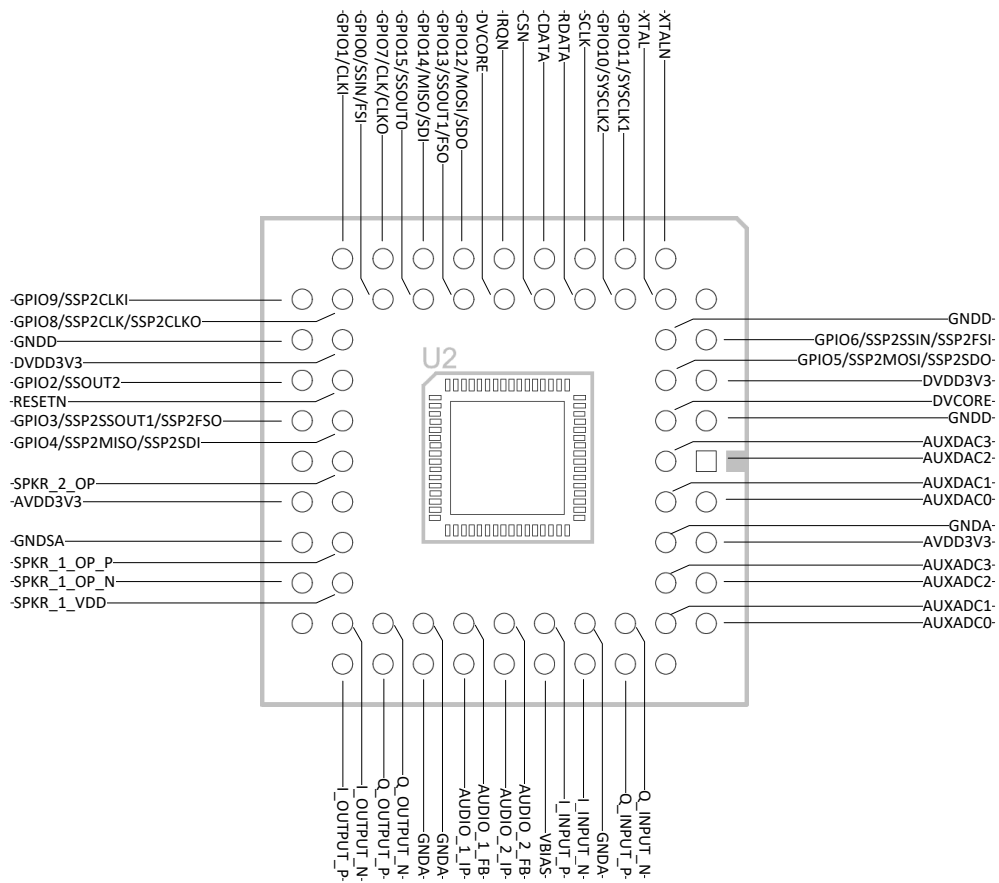 -GPIO1/CLKI
-GPIO0/SSIN/FSI
-GPIO7/CLK/CLKO
-GPIO15/SSOUT0
-GPIO14/MISO/SDI
-GPIO13/SSOUT1/FSO
-GPIO12/MOSI/SDO
-DVCORE
-IRQN
-CSN
-CDATA
-RDATA
-SCLK
-GPIO10/SYSCLK2
-GPIO11/SYSCLK1
-XTAL
-XTALN
-GPIO9/SSP2CLKI
-GPIO8/SSP2CLK/SSP2CLKO
-GNDD
-DVDD3V3
-GPIO2/SSOUT2
-RESETN
-GPIO3/SSP2SSOUT1/SSP2FSO
-GPIO4/SSP2MISO/SSP2SDI
-SPKR_2_OP
-AVDD3V3
-GNDSA
-SPKR_1_OP_P
-SPKR_1_OP_N
-SPKR_1_VDD
U2
GNDD-
GPIO6/SSP2SSIN/SSP2FSI-
GPIO5/SSP2MOSI/SSP2SDO-
DVDD3V3-
DVCORE-
GNDD-
AUXDAC3-
AUXDAC2-
AUXDAC1-
AUXDAC0-
GNDA-
AVDD3V3-
AUXADC3-
AUXADC2-
AUXADC1-
AUXADC0-
I_OUTPUT_P-
I_OUTPUT_N-
Q_OUTPUT_P-
Q_OUTPUT_N-
GNDA-
GNDA-
AUDIO_1_IP-
AUDIO_1_FB-
AUDIO_2_IP-
AUDIO_2_FB-
VBIAS-
I_INPUT_P-
I_INPUT_N-
GNDA-
Q_INPUT_P-
Q_INPUT_N-